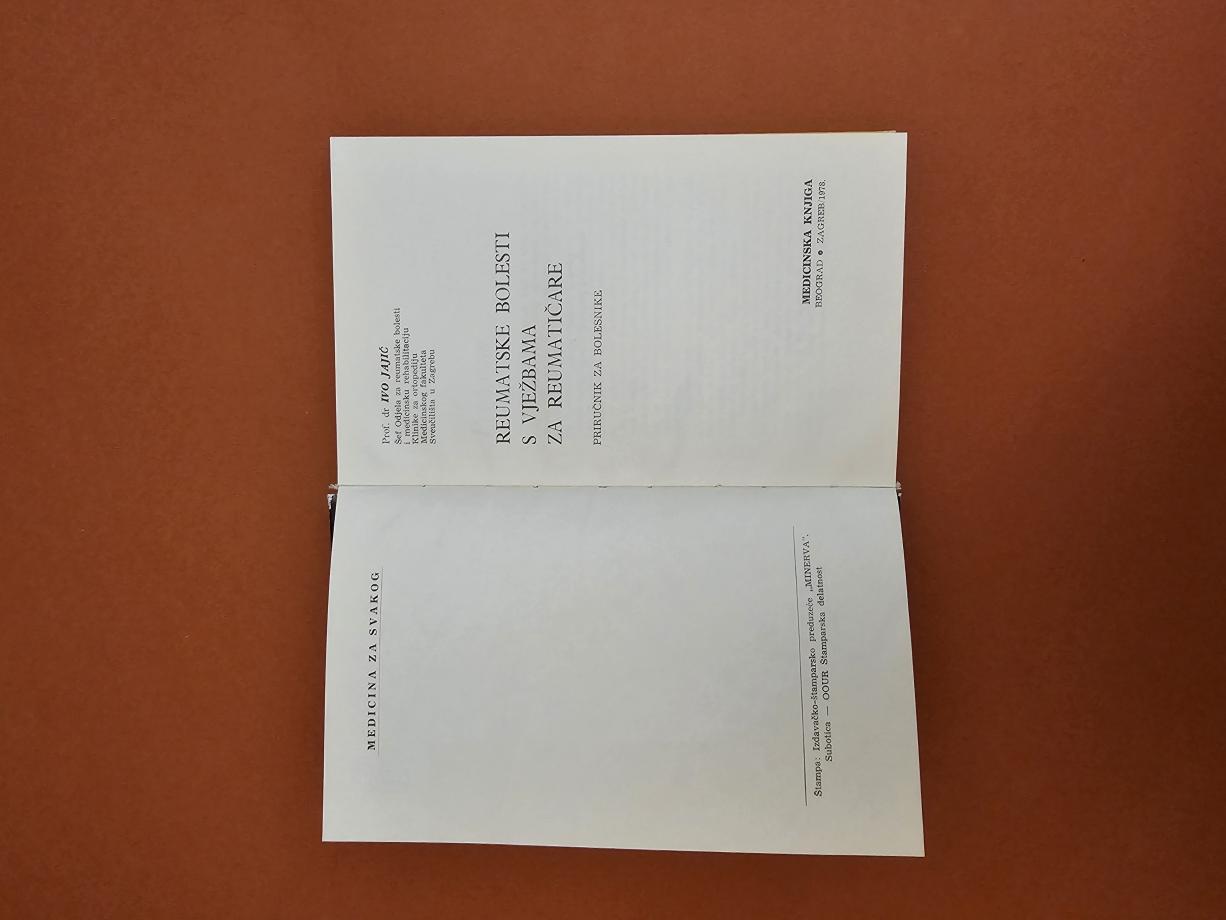 MEDICINA ZA SVAKOG
Štampa: Izdavačko-štamparsko preduzeće „MINERVA",
Subotica — OOUR Štamparska delatnost
Prof. dr IVO JAJIĆ
Šef Odjela za reumatske bolesti
i medicinsku rehabilitaciju
Klinike za ortopediju
Medicinskog fakulteta
Sveučilišta u Zagrebu
REUMATSKE BOLESTI
S VJEŽBAMA
ZA REUMATIČARE
PRIRUČNIK ZA BOLESNIKE
MEDICINSKA KNJIGA
BEOGRAD ● ZAGREB/1978.